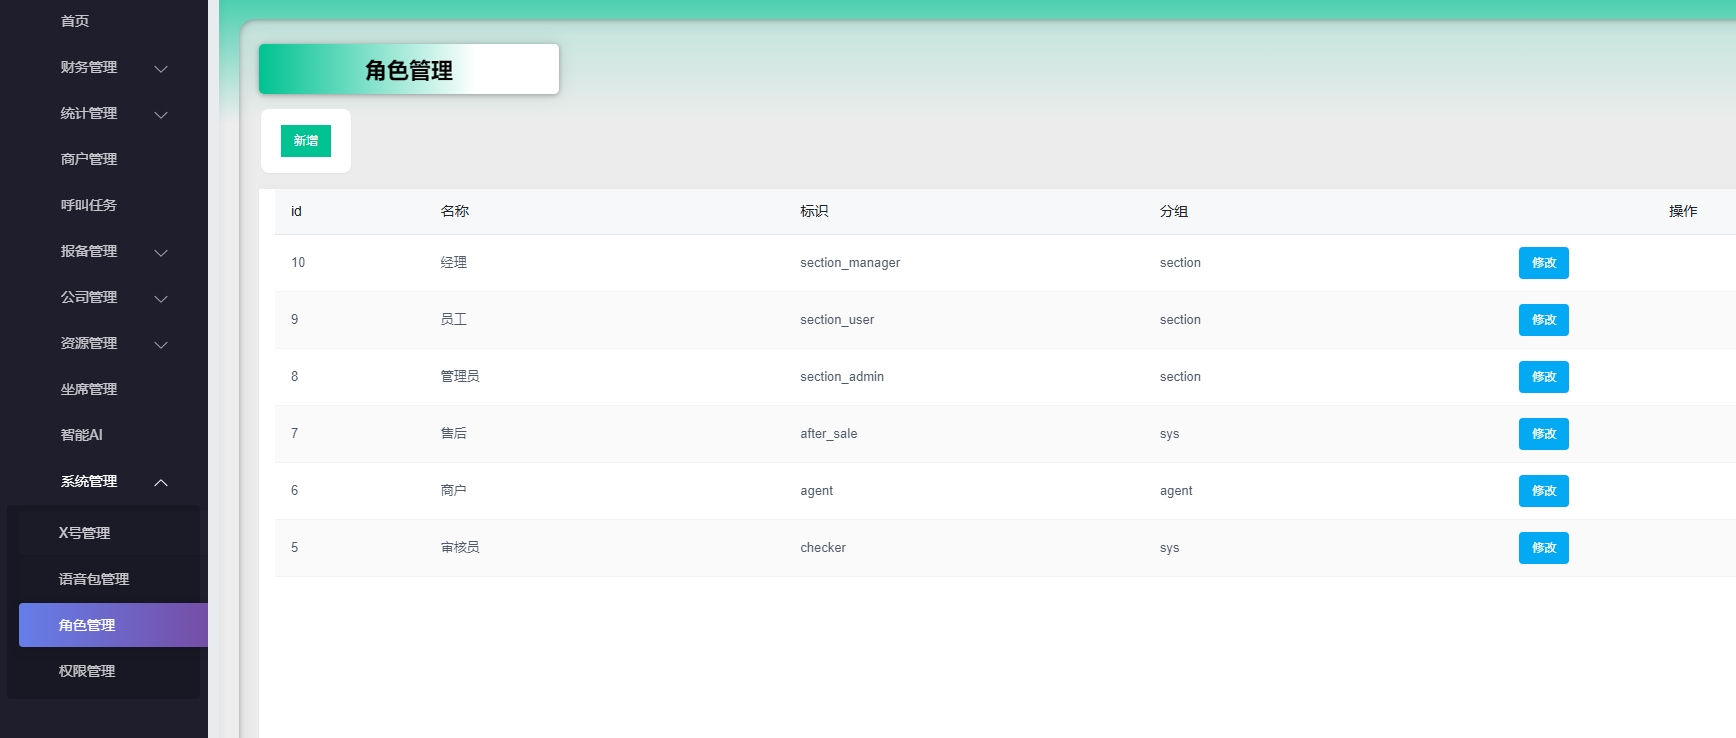 首页
财务管理
统计管理
商户管理
呼叫任务
报备管理
公司管理
资源管理
坐席管理
智能AI
系统管理
X号管理
语音包管理
角色管理
权限管理
角色管理
新增
id 名称 标识 分组 操作
10 经理 section_manager section 修改
9 员工 section_user section 修改
8 管理员 section_admin section 修改
7 售后 after_sale sys 修改
6 商户 agent agent 修改
5 审核员 checker sys 修改